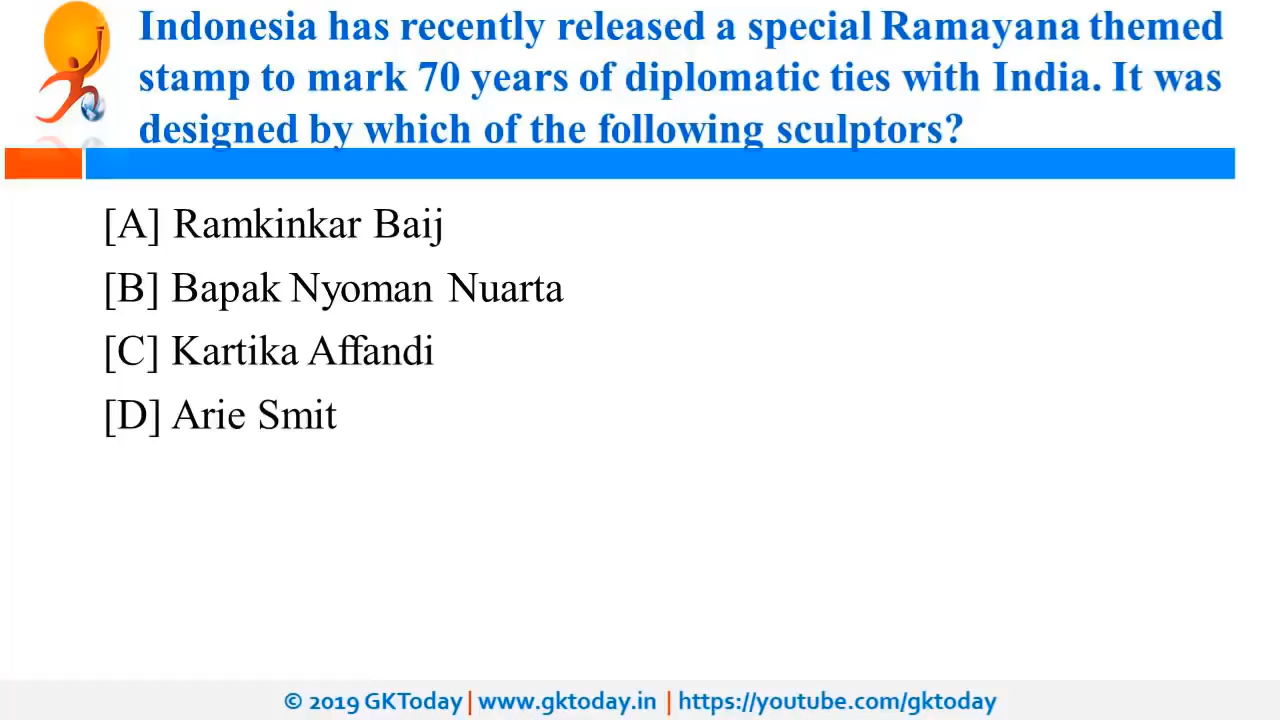 Indonesia has recently released a special Ramayana themed
stamp to mark 70 years of diplomatic ties with India. It was
designed by which of the following sculptors?
[A] Ramkinkar Baij
[B] Bapak Nyoman Nuarta
[C] Kartika Affandi
[D] Arie Smit
© 2019 GKToday | www.gktoday.in | https://youtube.com/gktoday